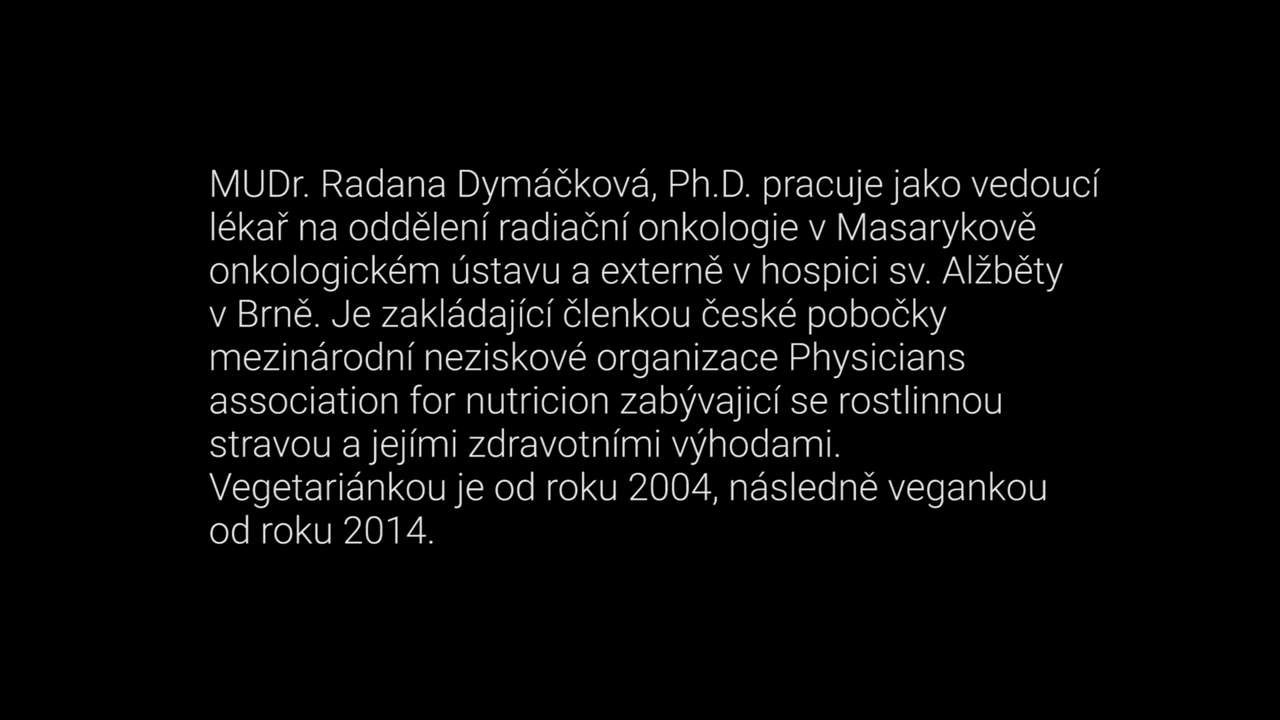 MUDr. Radana Dymáčková, Ph.D. pracuje jako vedoucí
lékař na oddělení radiační onkologie v Masarykově
onkologickém ústavu a externě v hospici sv. Alžběty
v Brně. Je zakládající členkou české pobočky
mezinárodní neziskové organizace Physicians
association for nutricion zabývajicí se rostlinnou
stravou a jejími zdravotními výhodami.
Vegetariánkou je od roku 2004, následně vegankou
od roku 2014.